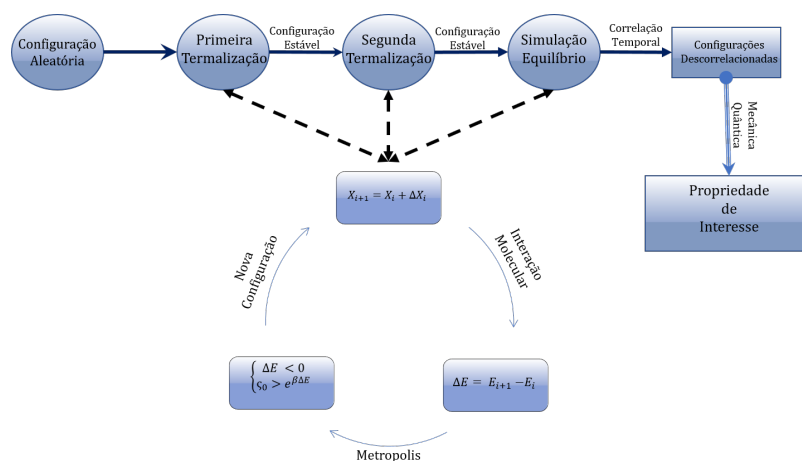 Configuração
Aleatória
Primeira
Termalização
Configuração
Estável
Segunda
Termalização
Configuração
Estável
Simulação
Equilíbrio
Correlação
Temporal
Configurações
Descorrelacionadas
Mecânica
Quântica
Propriedade
de
Interesse
X_{i+1} = X_i + ΔX_i
Interação
Molecular
ΔE = E_{i+1} − E_i
Metropolis
ΔE < 0
ς_0 > e^{βΔE}
Nova
Configuração